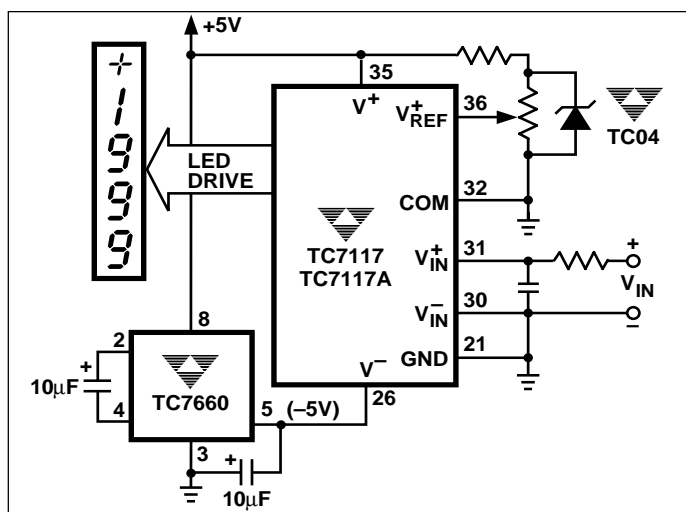 +5V
35
V+
V+REF
36
TC04
+1999
LED
DRIVE
COM
32
TC7117
TC7117A
V+IN
31
+
VIN
V–IN
30
–
GND
21
8
2
+
10µF
4
TC7660
V–
26
5
(–5V)
3
+
10µF